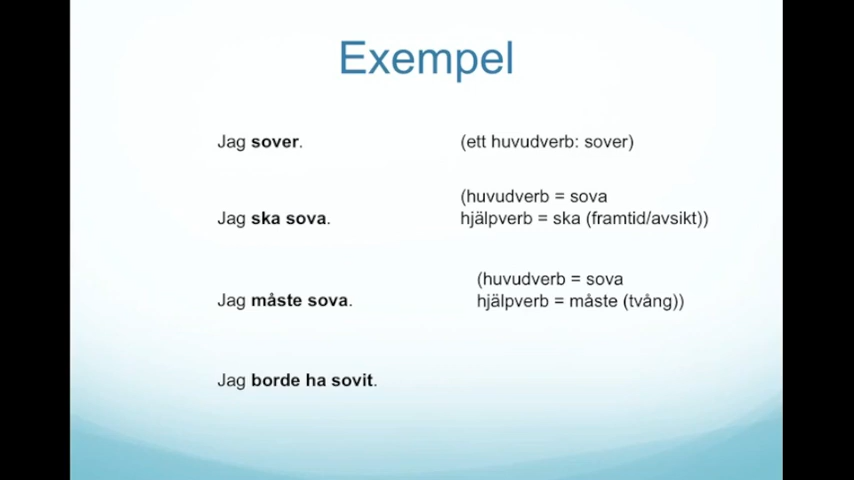 Exempel
Jag sover. (ett huvudverb: sover)
(huvudverb = sova
Jag ska sova. hjälpverb = ska (framtid/avsikt))
(huvudverb = sova
Jag måste sova. hjälpverb = måste (tvång))
Jag borde ha sovit.